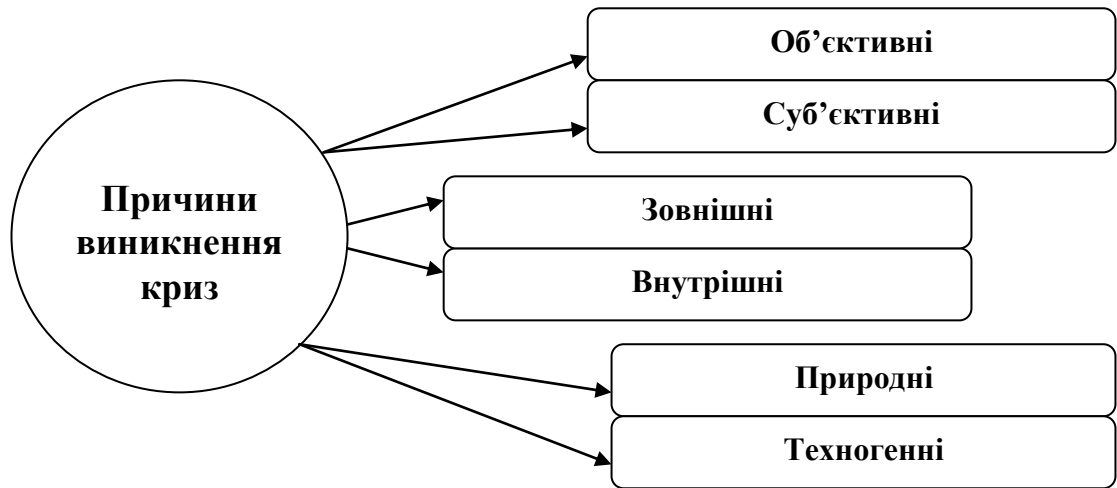 Об’єктивні
Суб’єктивні
Причини
виникнення
криз
Зовнішні
Внутрішні
Природні
Техногенні